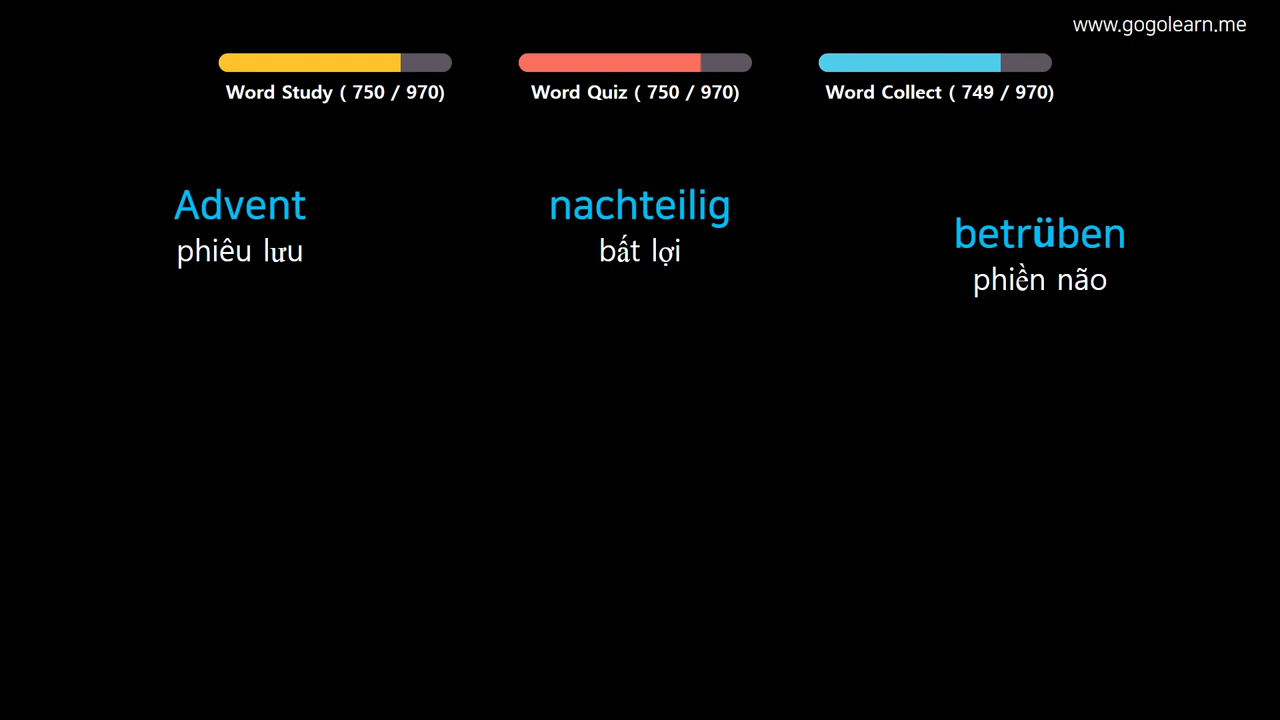 www.gogolearn.me
Word Study ( 750 / 970)
Word Quiz ( 750 / 970)
Word Collect ( 749 / 970)
Advent
phiêu lưu
nachteilig
bất lợi
betrüben
phiền não